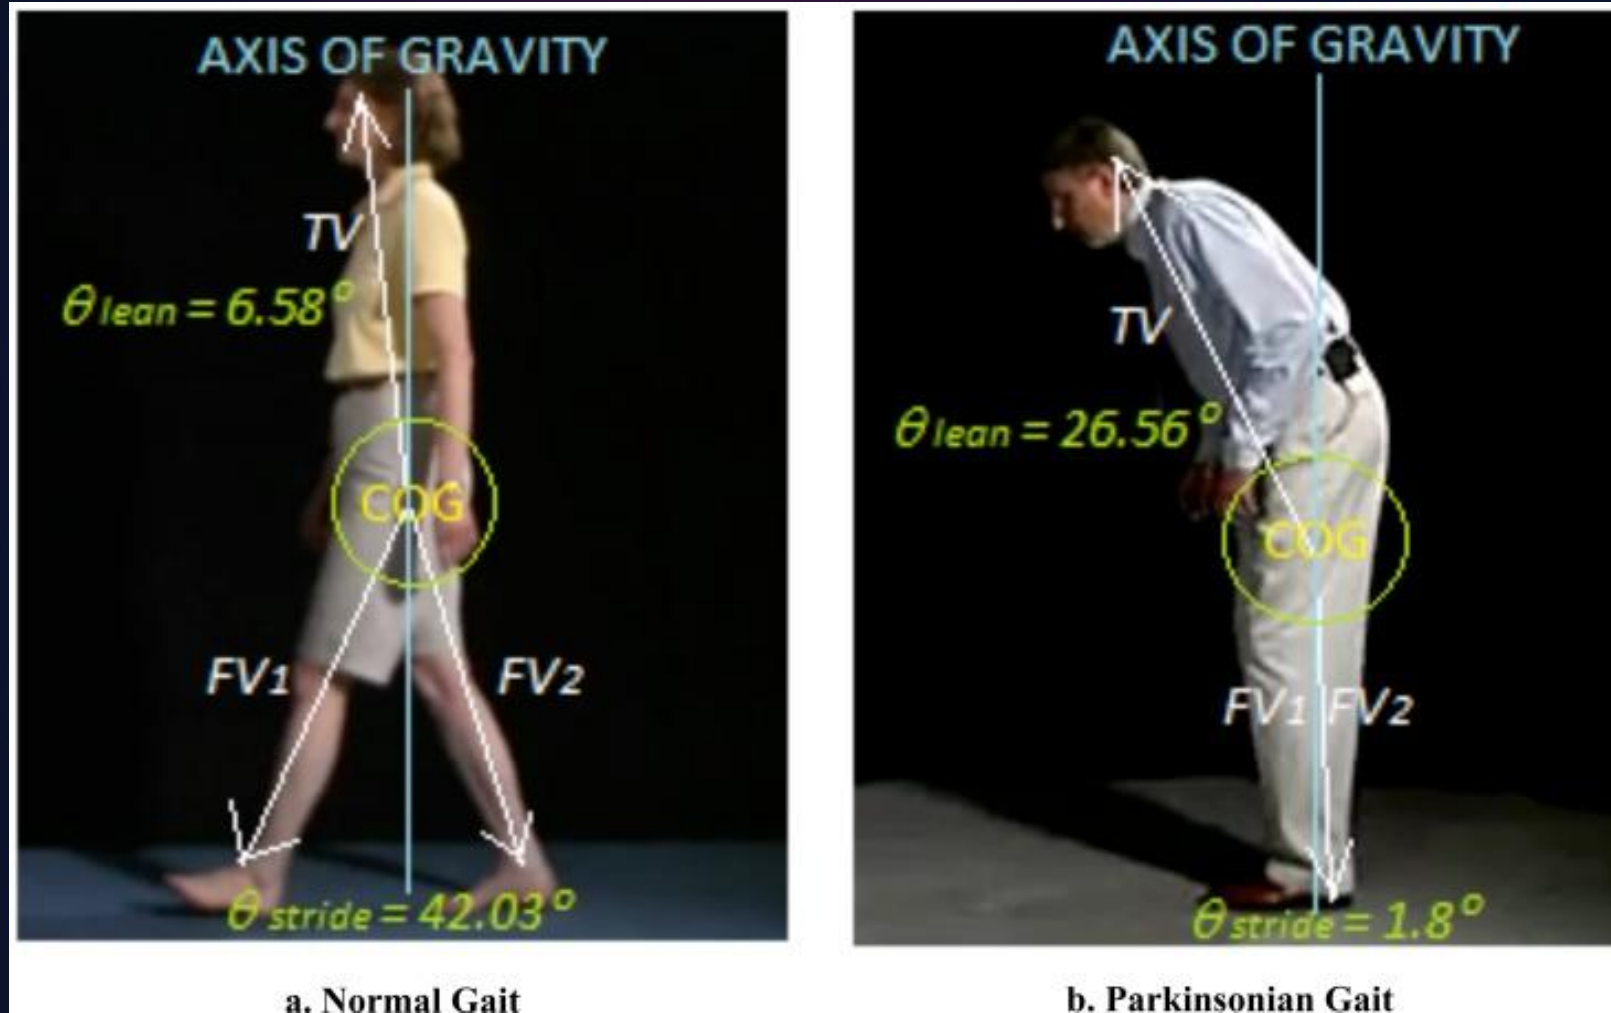 AXIS OF GRAVITY
TV
θ lean = 6.58°
COG
FV1
FV2
θ stride = 42.03°
a. Normal Gait
AXIS OF GRAVITY
TV
θ lean = 26.56°
COG
FV1
FV2
θ stride = 1.8°
b. Parkinsonian Gait